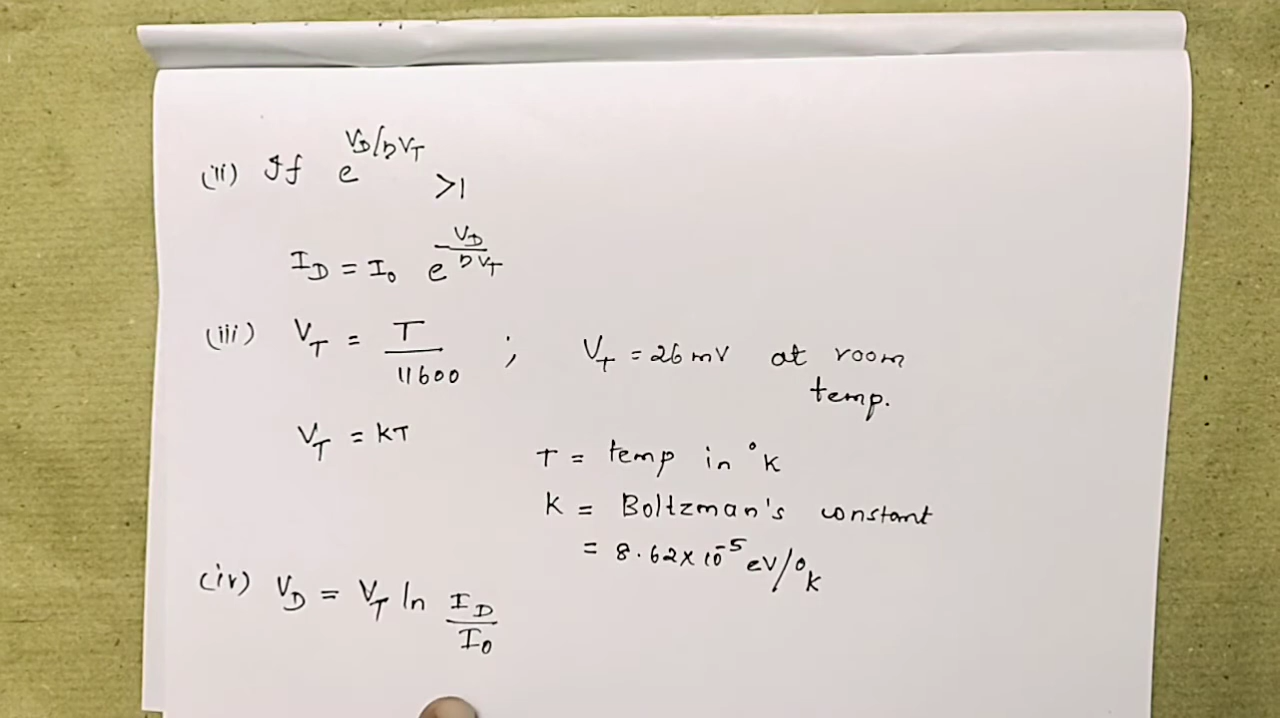 (ii) If e^{V_D/ηV_T} >1
I_D = I_0 e^{-V_D/ηV_T}
(iii) V_T = T/11600 ; V_T = 26 mV at room
temp.
V_T = KT
T = temp in °K
K = Boltzman's constant
= 8.62×10^{-5} eV/°K
(iv) V_D = V_T ln I_D/I_0